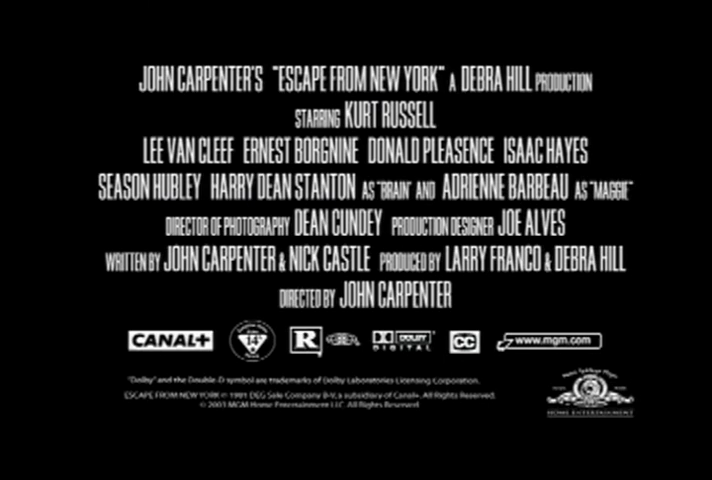 JOHN CARPENTER'S "ESCAPE FROM NEW YORK" A DEBRA HILL PRODUCTION
STARRING KURT RUSSELL
LEE VAN CLEEF ERNEST BORGNINE DONALD PLEASENCE ISAAC HAYES
SEASON HUBLEY HARRY DEAN STANTON AS "BRAIN" AND ADRIENNE BARBEAU AS "MAGGIE"
DIRECTOR OF PHOTOGRAPHY DEAN CUNDEY PRODUCTION DESIGNER JOE ALVES
WRITTEN BY JOHN CARPENTER & NICK CASTLE PRODUCED BY LARRY FRANCO & DEBRA HILL
DIRECTED BY JOHN CARPENTER
CANAL+ 14 R DOLBY DIGITAL CC www.mgm.com
"Dolby" and the Double-D symbol are trademarks of Dolby Laboratories Licensing Corporation.
ESCAPE FROM NEW YORK © 1981 Company B.V. a subsidiary of Canal+. All Rights Reserved.
© 2003 MGM Home Entertainment LLC. All Rights Reserved.
HOME ENTERTAINMENT